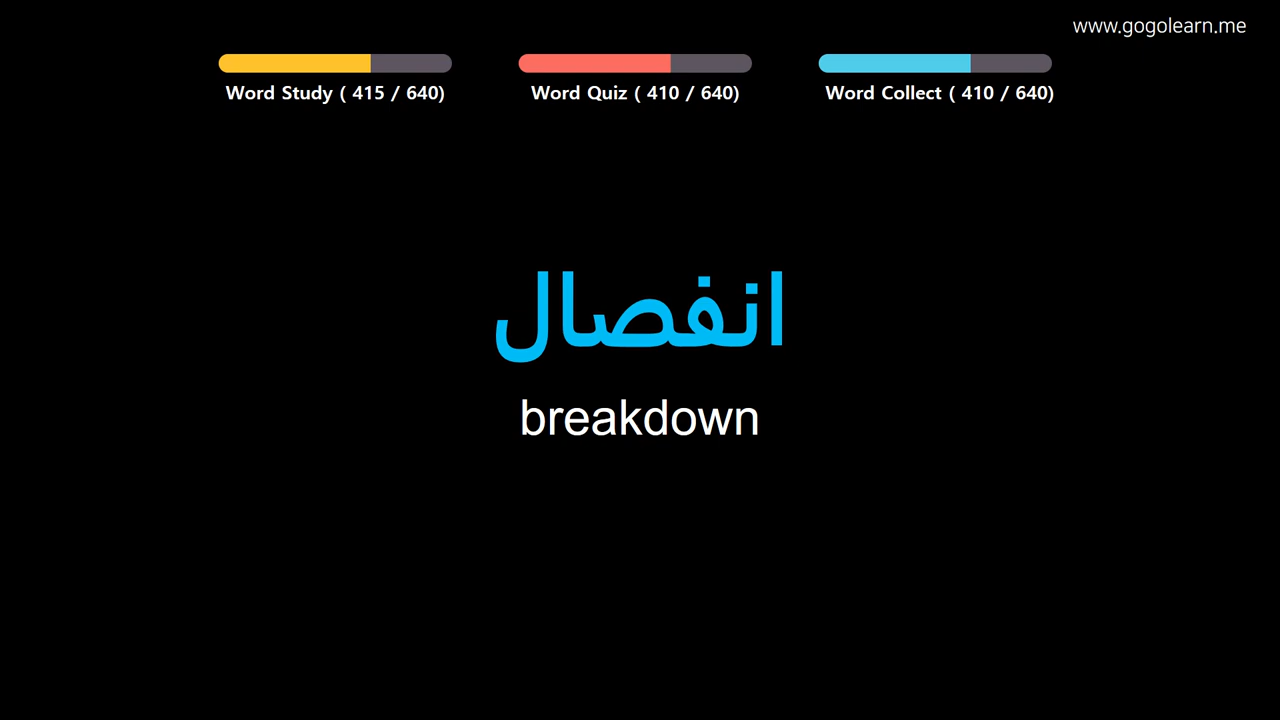 www.gogolearn.me
Word Study ( 415 / 640)
Word Quiz ( 410 / 640)
Word Collect ( 410 / 640)
انفصال
breakdown